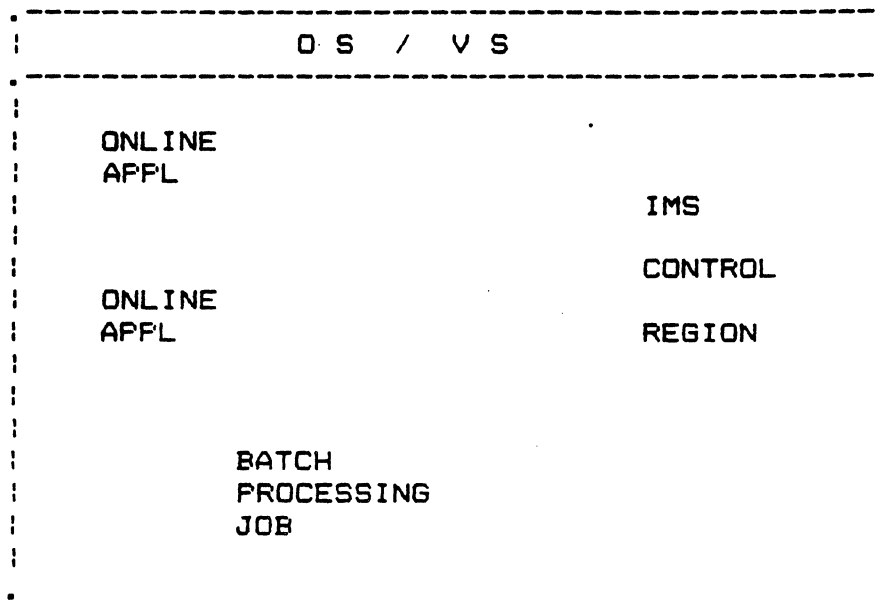 O S / V S
ONLINE
APPL
IMS
CONTROL
ONLINE
APPL
REGION
BATCH
PROCESSING
JOB